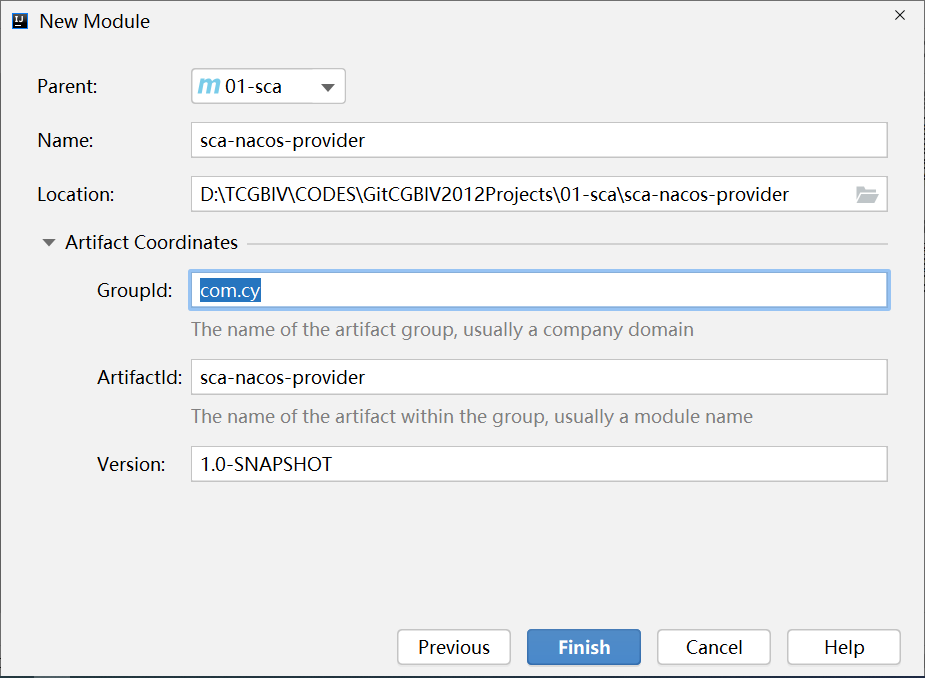 New Module
Parent: m 01-sca
Name: sca-nacos-provider
Location: D:\TCGBIV\CODES\GitCGBIV2012Projects\01-sca\sca-nacos-provider
Artifact Coordinates
GroupId: com.cy
The name of the artifact group, usually a company domain
ArtifactId: sca-nacos-provider
The name of the artifact within the group, usually a module name
Version: 1.0-SNAPSHOT
Previous Finish Cancel Help